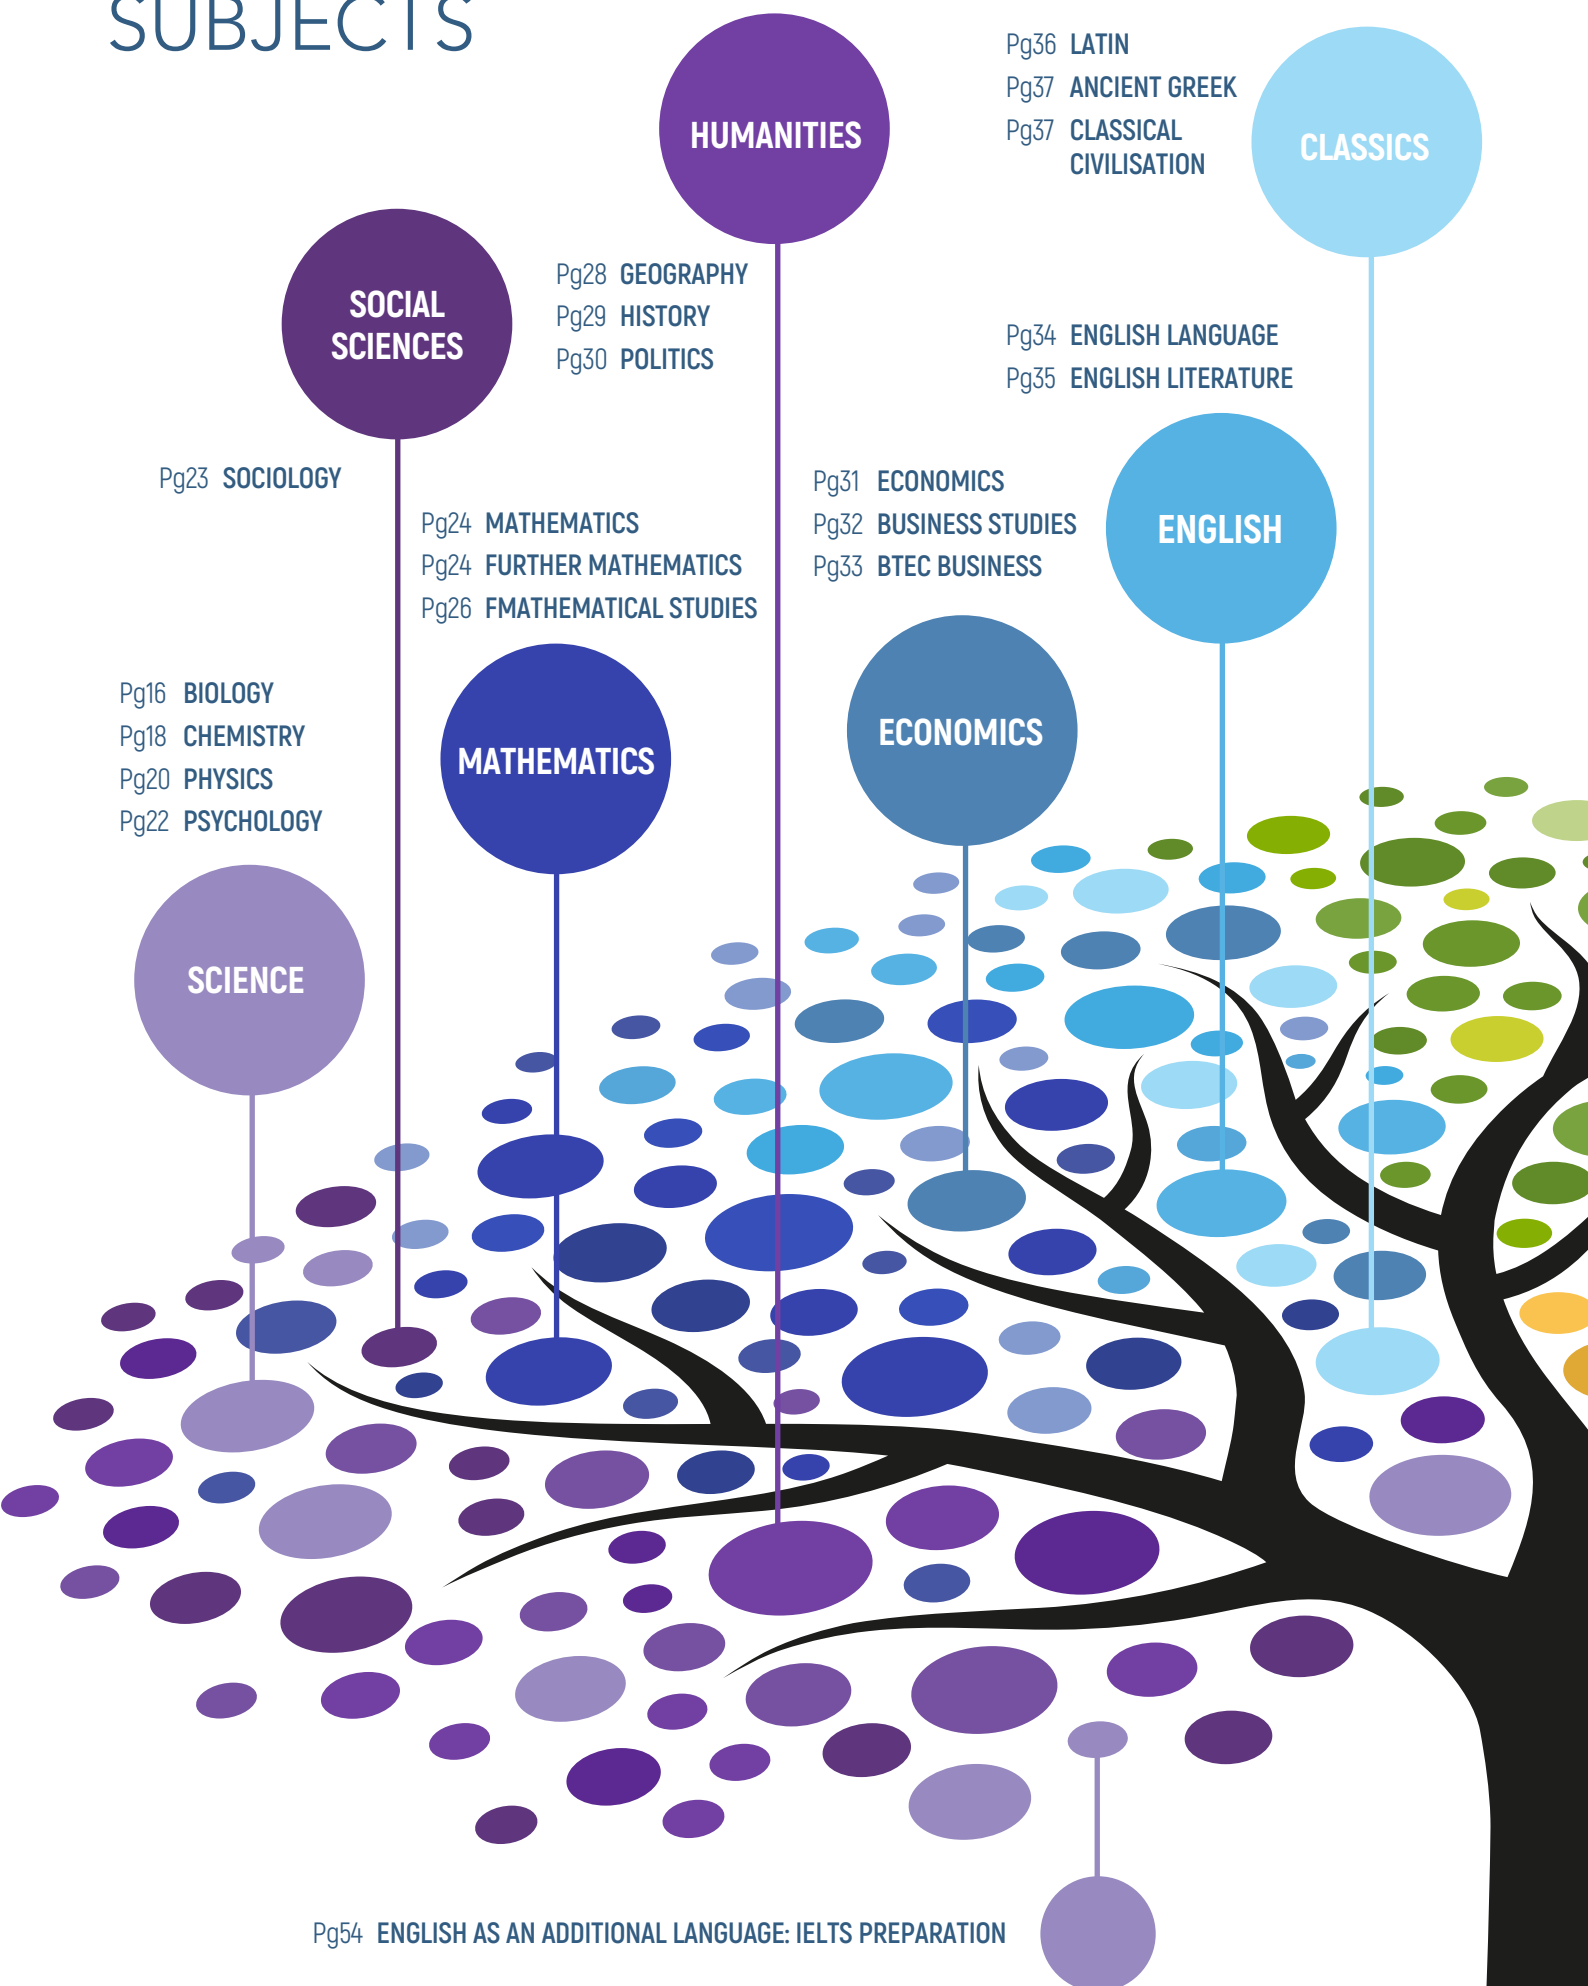 SUBJECTS
HUMANITIES
Pg36 LATIN
Pg37 ANCIENT GREEK
Pg37 CLASSICAL
CIVILISATION
CLASSICS
SOCIAL
SCIENCES
Pg28 GEOGRAPHY
Pg29 HISTORY
Pg30 POLITICS
Pg34 ENGLISH LANGUAGE
Pg35 ENGLISH LITERATURE
Pg23 SOCIOLOGY
Pg24 MATHEMATICS
Pg24 FURTHER MATHEMATICS
Pg26 FMATHEMATICAL STUDIES
Pg31 ECONOMICS
Pg32 BUSINESS STUDIES
Pg33 BTEC BUSINESS
ENGLISH
Pg16 BIOLOGY
Pg18 CHEMISTRY
Pg20 PHYSICS
Pg22 PSYCHOLOGY
MATHEMATICS
ECONOMICS
SCIENCE
Pg54 ENGLISH AS AN ADDITIONAL LANGUAGE: IELTS PREPARATION